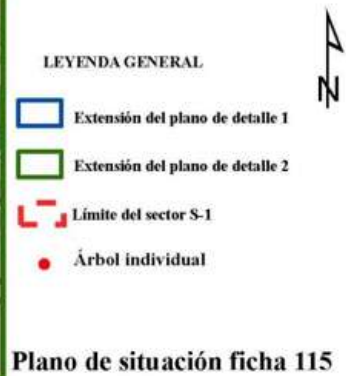 N
LEYENDA GENERAL
Extensión del plano de detalle 1
Extensión del plano de detalle 2
Límite del sector S-1
Árbol individual
Plano de situación ficha 115